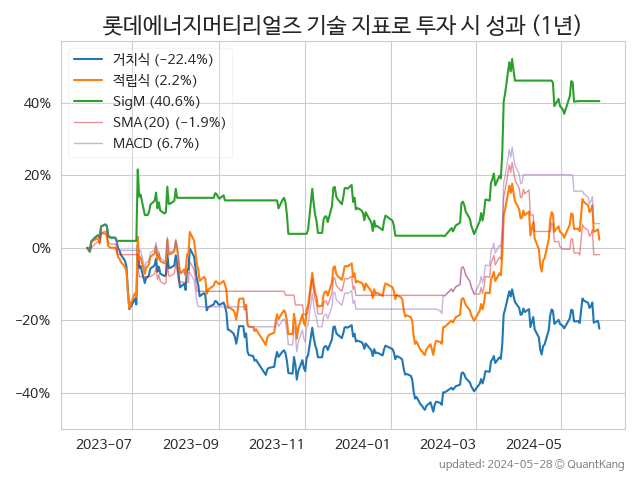 롯데에너지머티리얼즈 기술 지표로 투자 시 성과 (1년)
거치식 (−22.4%)
적립식 (2.2%)
SigM (40.6%)
SMA(20) (−1.9%)
MACD (6.7%)
40%
20%
0%
−20%
−40%
2023-07 2023-09 2023-11 2024-01 2024-03 2024-05
updated: 2024-05-28 ⓒ QuantKang